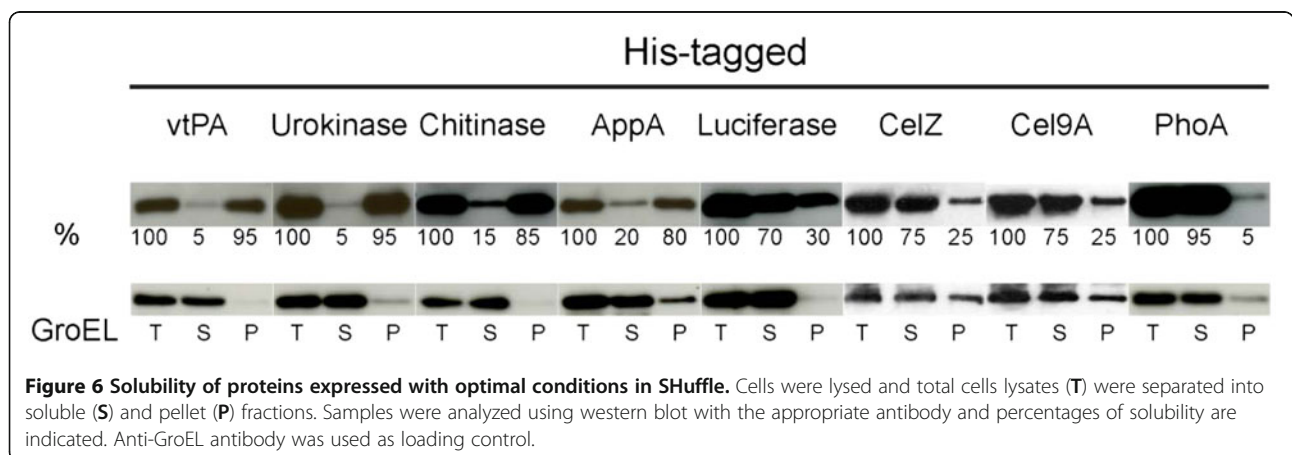 His-tagged
vtPA Urokinase Chitinase AppA Luciferase CelZ Cel9A PhoA
% 100 5 95 100 5 95 100 15 85 100 20 80 100 70 30 100 75 25 100 75 25 100 95 5
GroEL T S P T S P T S P T S P T S P T S P T S P T S P
Figure 6 Solubility of proteins expressed with optimal conditions in SHuffle. Cells were lysed and total cells lysates (T) were separated into
soluble (S) and pellet (P) fractions. Samples were analyzed using western blot with the appropriate antibody and percentages of solubility are
indicated. Anti-GroEL antibody was used as loading control.